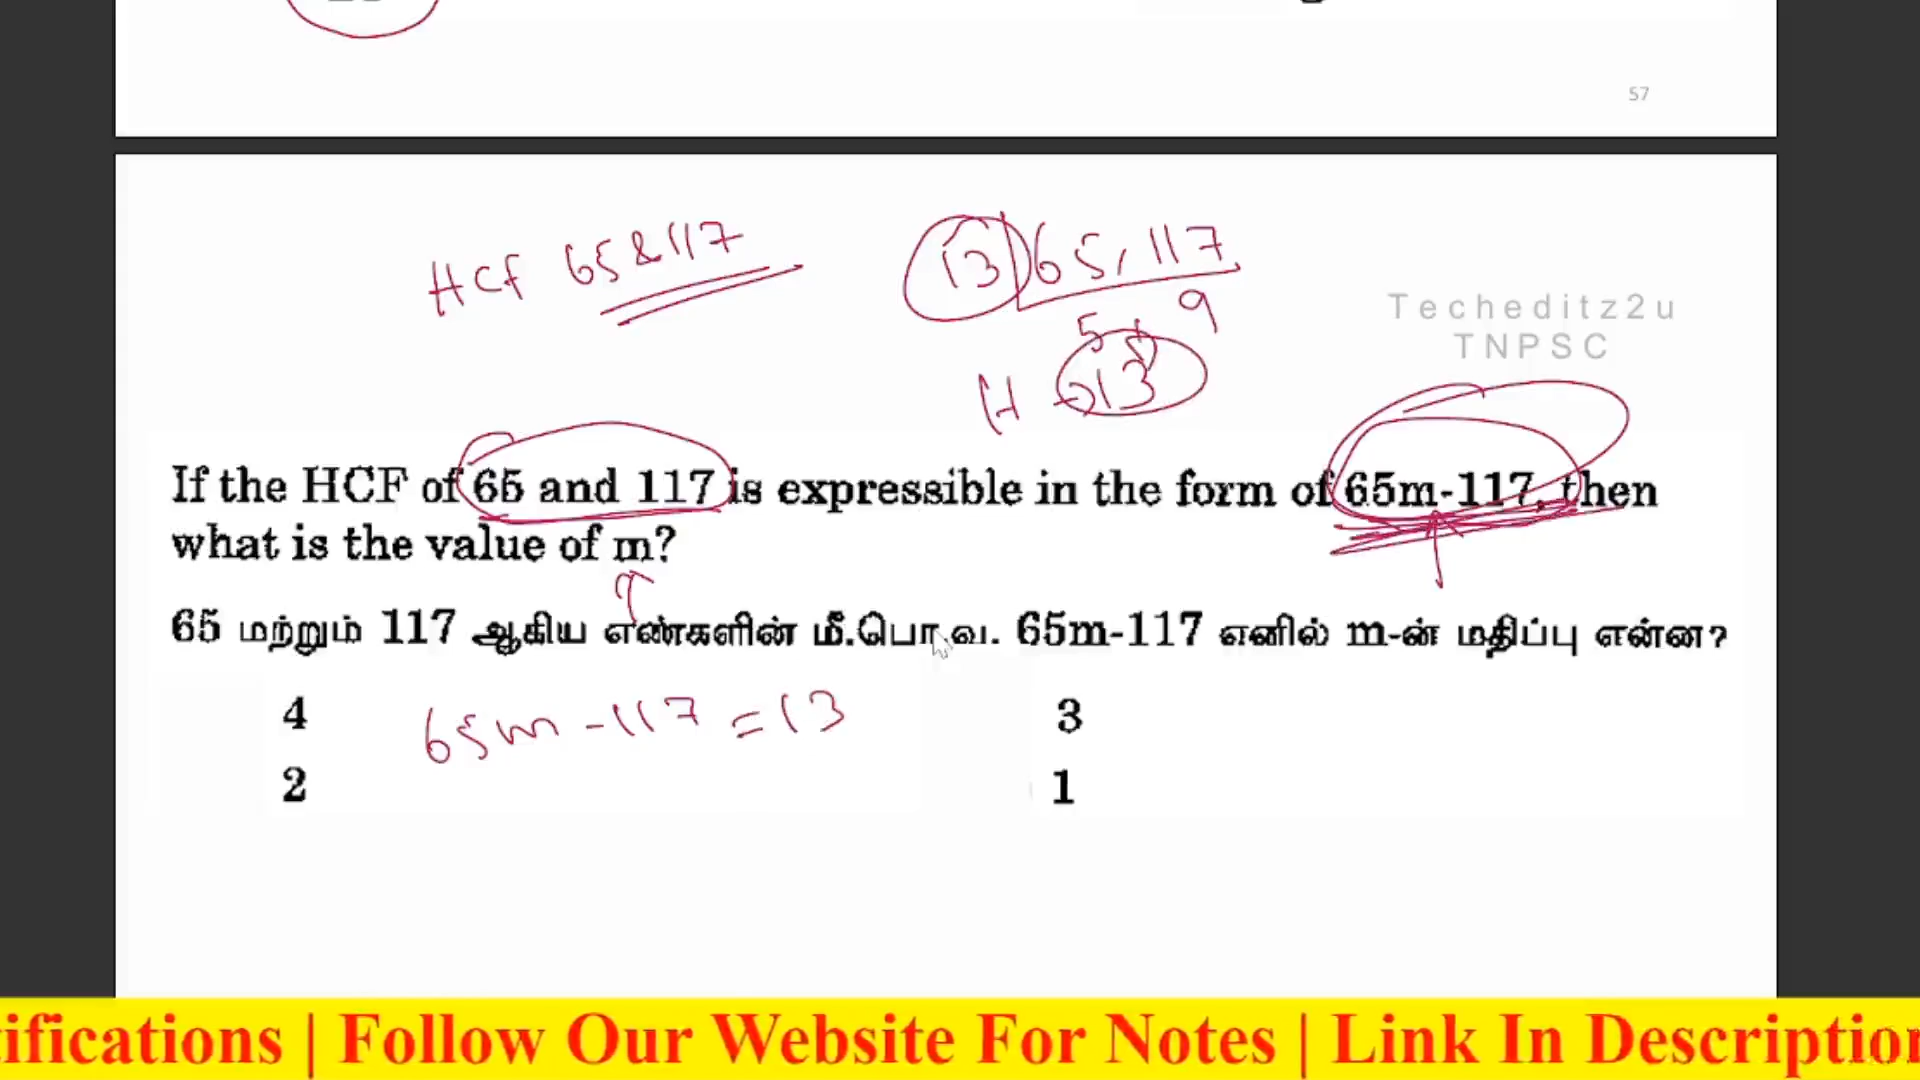 57
HCF 65 & 117
13 65, 117
5, 9
H → 13
Techeditz2u
TNPSC
If the HCF of 65 and 117 is expressible in the form of 65m-117, then
what is the value of m?
65 மற்றும் 117 ஆகிய எண்களின் மீ.பொ.வ. 65m-117 எனில் m-ன் மதிப்பு என்ன?
4 3
65m - 117 = 13
2 1
tifications | Follow Our Website For Notes | Link In Description